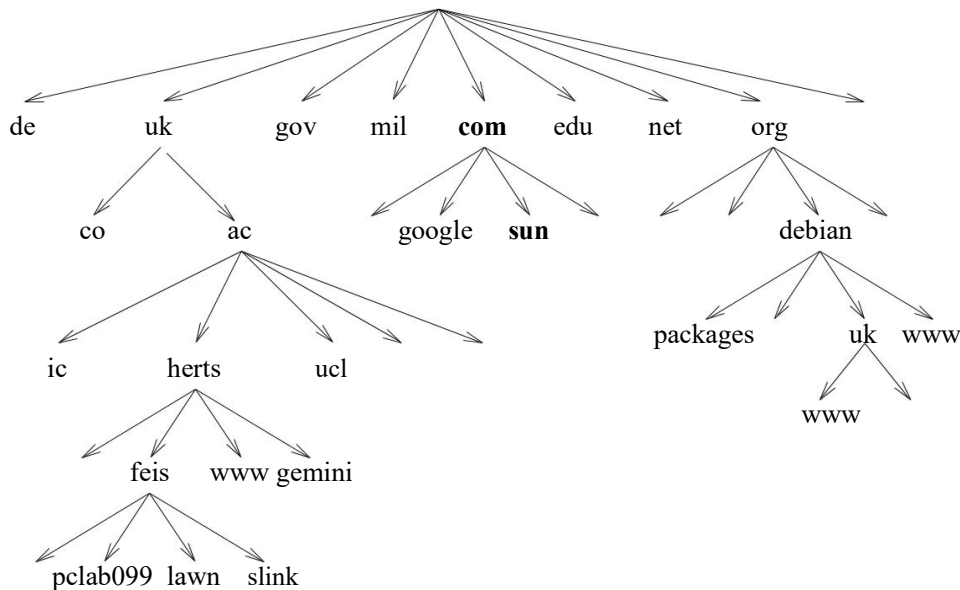 de uk gov mil com edu net org
co ac google sun debian
packages uk www
ic herts ucl
www
feis www gemini
pclab099 lawn slink